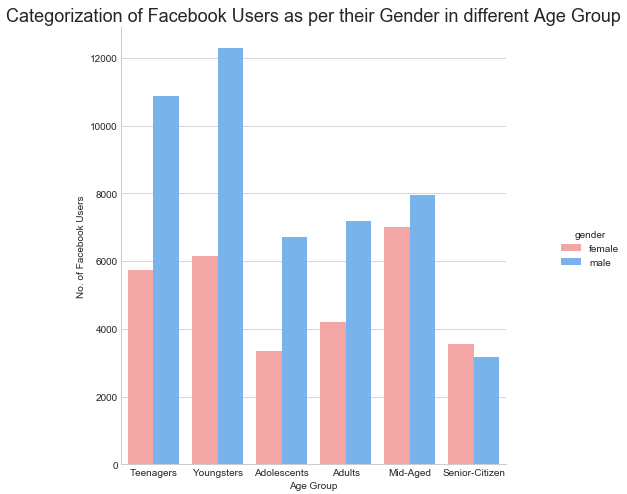 Categorization of Facebook Users as per their Gender in different Age Group
12000
10000
8000
6000
4000
2000
0
No. of Facebook Users
Teenagers Youngsters Adolescents Adults Mid-Aged Senior-Citizen
Age Group
gender
female
male